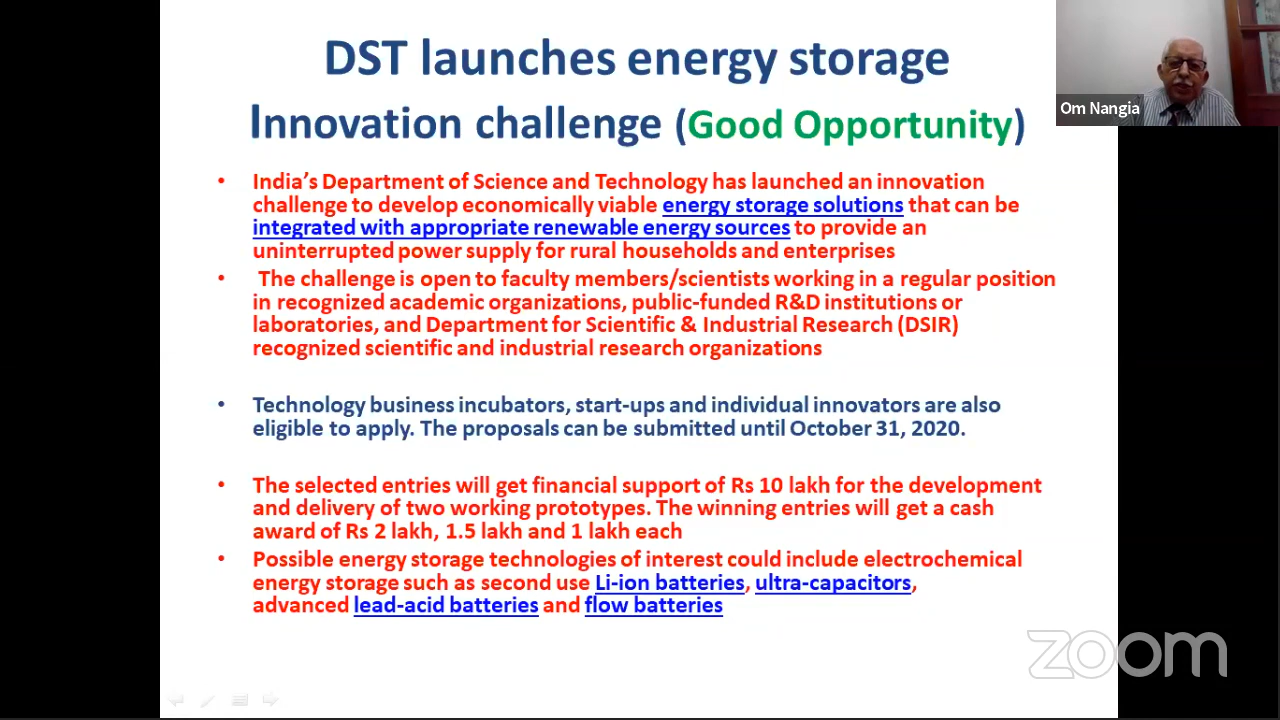 DST launches energy storage
Innovation challenge (Good Opportunity)
Om Nangia
• India’s Department of Science and Technology has launched an innovation
challenge to develop economically viable energy storage solutions that can be
integrated with appropriate renewable energy sources to provide an
uninterrupted power supply for rural households and enterprises
• The challenge is open to faculty members/scientists working in a regular position
in recognized academic organizations, public-funded R&D institutions or
laboratories, and Department for Scientific & Industrial Research (DSIR)
recognized scientific and industrial research organizations
• Technology business incubators, start-ups and individual innovators are also
eligible to apply. The proposals can be submitted until October 31, 2020.
• The selected entries will get financial support of Rs 10 lakh for the development
and delivery of two working prototypes. The winning entries will get a cash
award of Rs 2 lakh, 1.5 lakh and 1 lakh each
• Possible energy storage technologies of interest could include electrochemical
energy storage such as second use Li-ion batteries, ultra-capacitors,
advanced lead-acid batteries and flow batteries
zoom